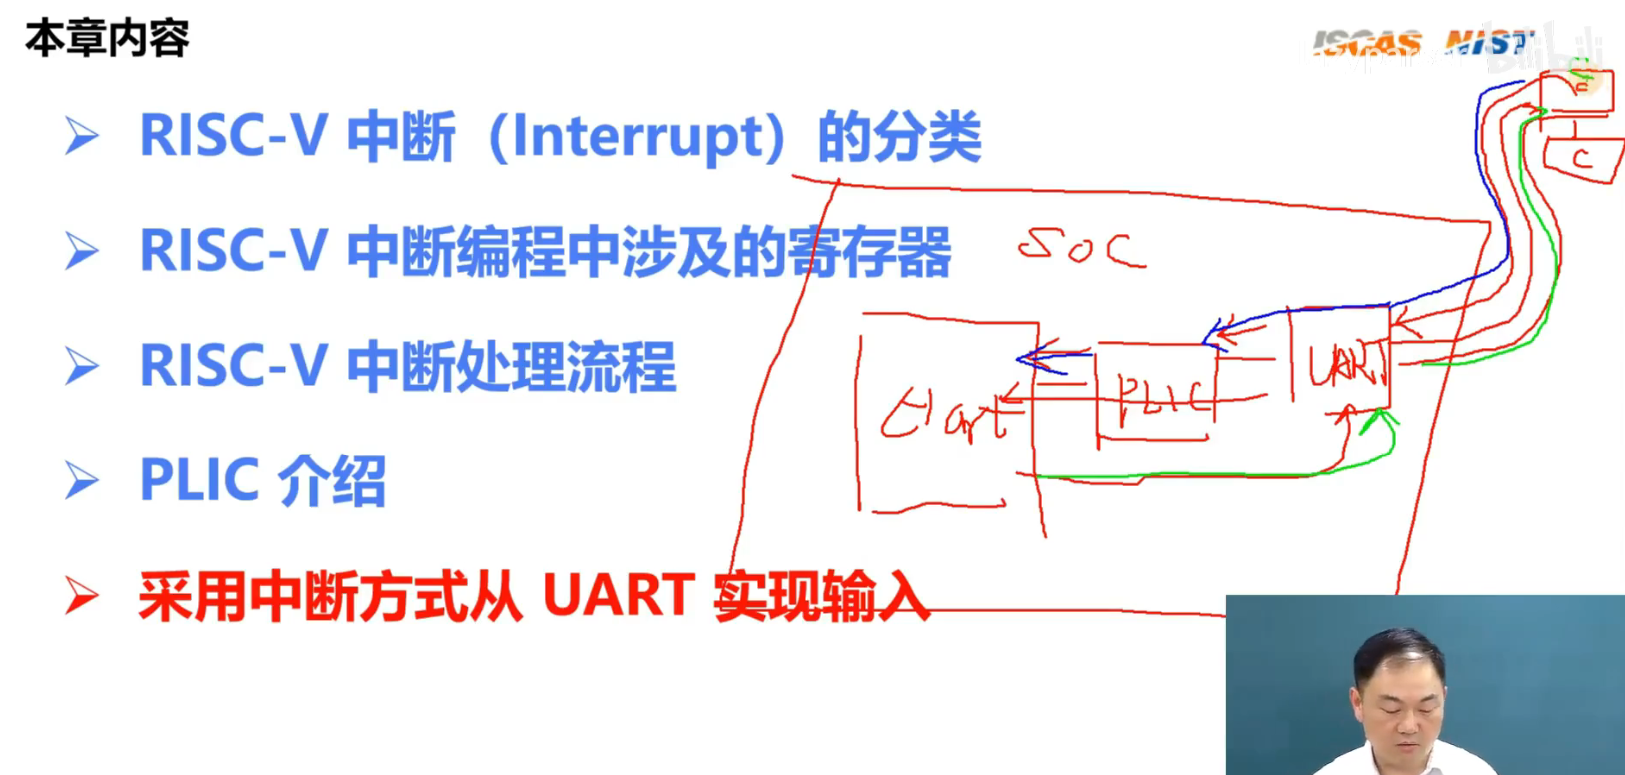 本章内容
ISCAS NIST
bilibili
RISC-V 中断（Interrupt）的分类
RISC-V 中断编程中涉及的寄存器
RISC-V 中断处理流程
PLIC 介绍
采用中断方式从 UART 实现输入
SOC
Hart
PLIC
UART
C